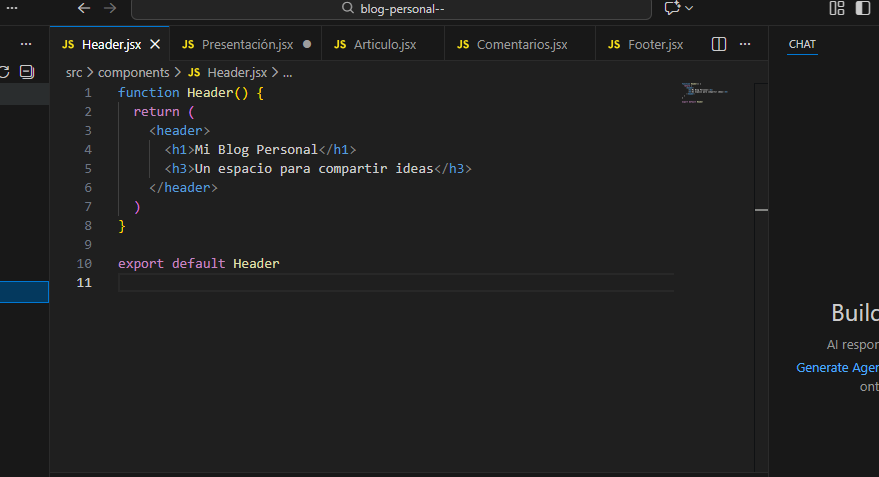 blog-personal--
JS Header.jsx JS Presentación.jsx JS Articulo.jsx JS Comentarios.jsx JS Footer.jsx
CHAT
src > components > JS Header.jsx > ...
1 function Header() {
2 return (
3 <header>
4 <h1>Mi Blog Personal</h1>
5 <h3>Un espacio para compartir ideas</h3>
6 </header>
7 )
8 }
9
10 export default Header
11
Build
AI respor
Generate Ager
ont